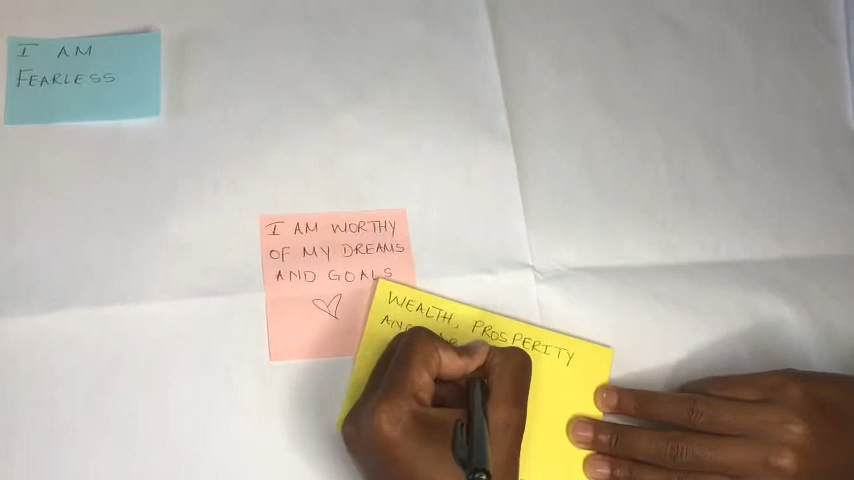 I AM
FEARLESS
I AM WORTHY
OF MY DREAMS
AND GOALS
WEALTH, PROSPERITY